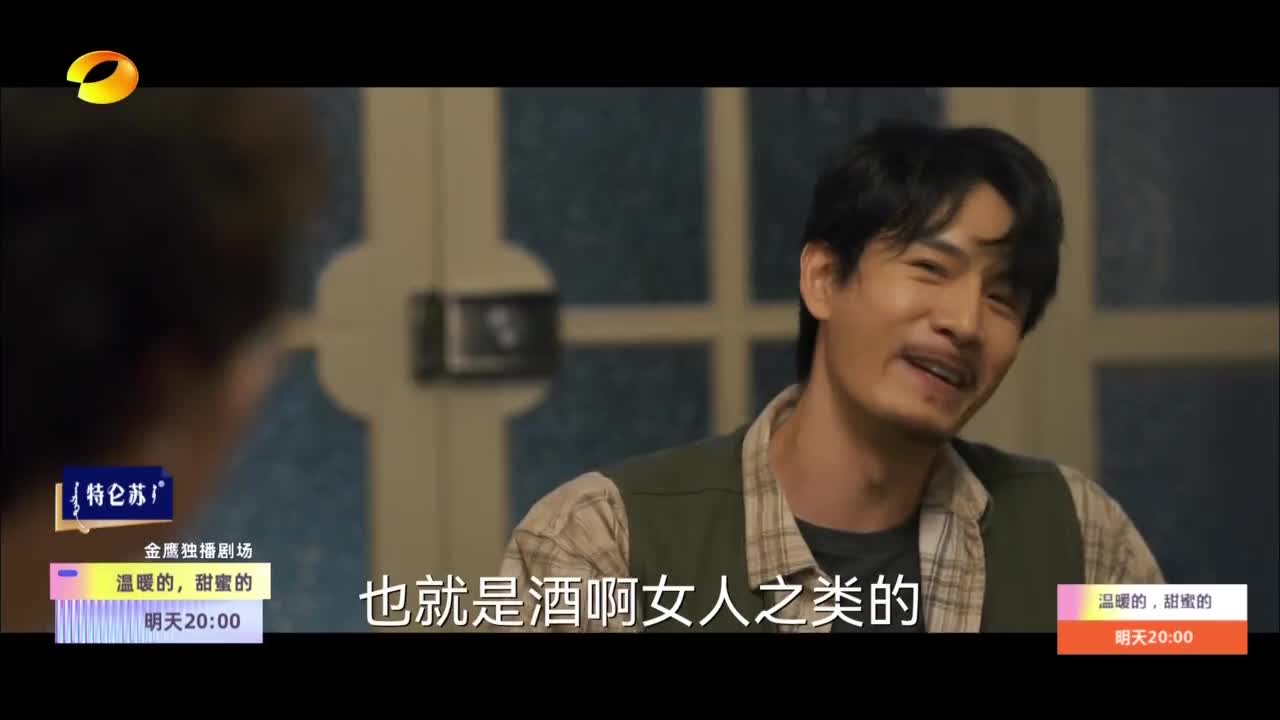 特仑苏
金鹰独播剧场
温暖的，甜蜜的
明天20:00
也就是酒啊女人之类的
温暖的，甜蜜的
明天20:00